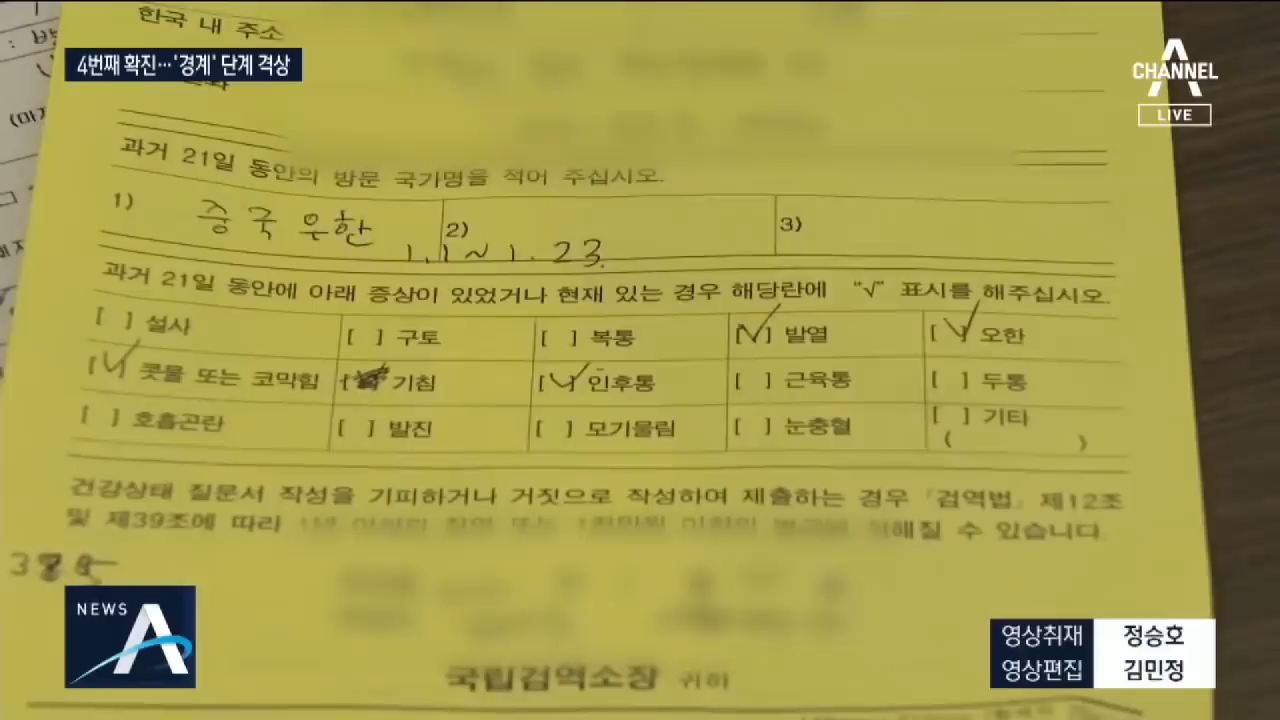 한국 내 주소
4번째 확진…'경계' 단계 격상
CHANNEL A
LIVE
과거 21일 동안의 방문 국가명을 적어 주십시오.
1) 중국 우한 2) 3)
1.1 ~ 1.23.
과거 21일 동안에 아래 증상이 있었거나 현재 있는 경우 해당란에 "√" 표시를 해주십시오.
[ ] 설사 [ ] 구토 [ ] 복통 [√] 발열 [√] 오한
[√] 콧물 또는 코막힘 [ ] 기침 [√] 인후통 [ ] 근육통 [ ] 두통
[ ] 호흡곤란 [ ] 발진 [ ] 모기물림 [ ] 눈충혈 [ ] 기타
( )
건강상태 질문서 작성을 기피하거나 거짓으로 작성하여 제출하는 경우 「검역법」 제12조
및 제39조에 따라 해질 수 있습니다.
NEWS A
영상취재 정승호
영상편집 김민정
국립검역소장 귀하